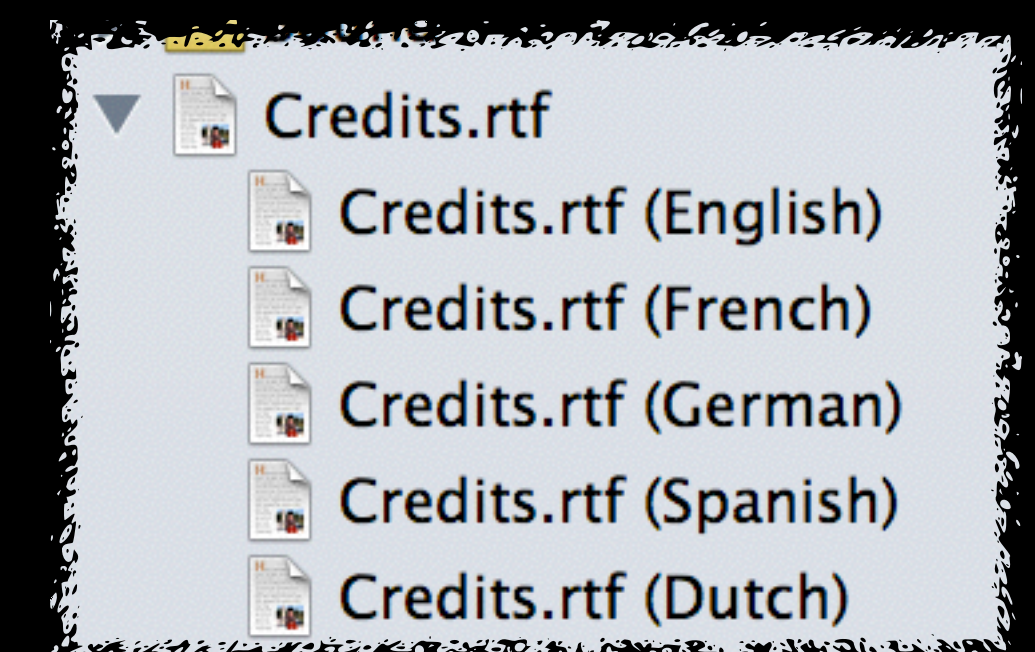 Credits.rtf
Credits.rtf (English)
Credits.rtf (French)
Credits.rtf (German)
Credits.rtf (Spanish)
Credits.rtf (Dutch)